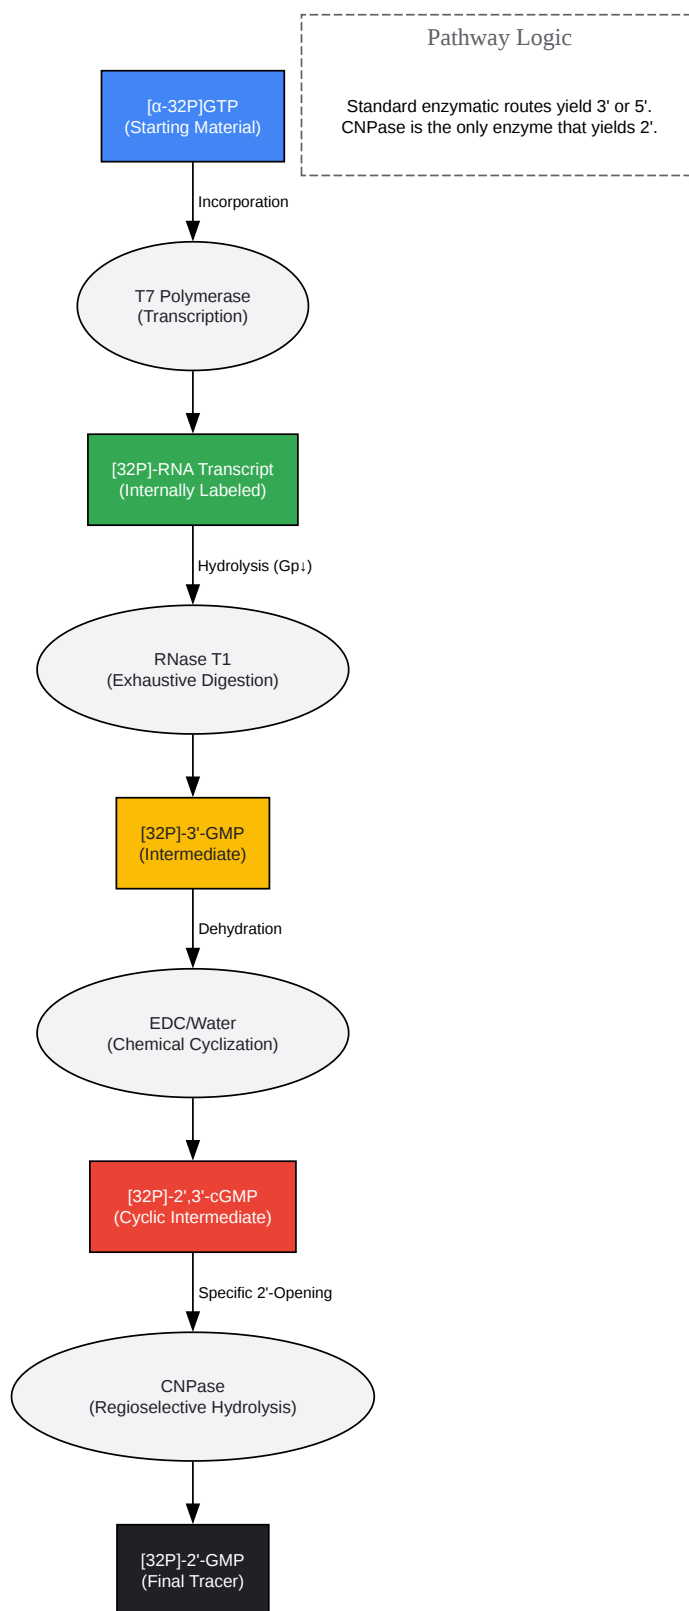 Pathway Logic
Standard enzymatic routes yield 3' or 5'.
CNPase is the only enzyme that yields 2'.
[α-32P]GTP
(Starting Material)
Incorporation
T7 Polymerase
(Transcription)
[32P]-RNA Transcript
(Internally Labeled)
Hydrolysis (Gp↓)
RNase T1
(Exhaustive Digestion)
[32P]-3'-GMP
(Intermediate)
Dehydration
EDC/Water
(Chemical Cyclization)
[32P]-2',3'-cGMP
(Cyclic Intermediate)
Specific 2'-Opening
CNPase
(Regioselective Hydrolysis)
[32P]-2'-GMP
(Final Tracer)